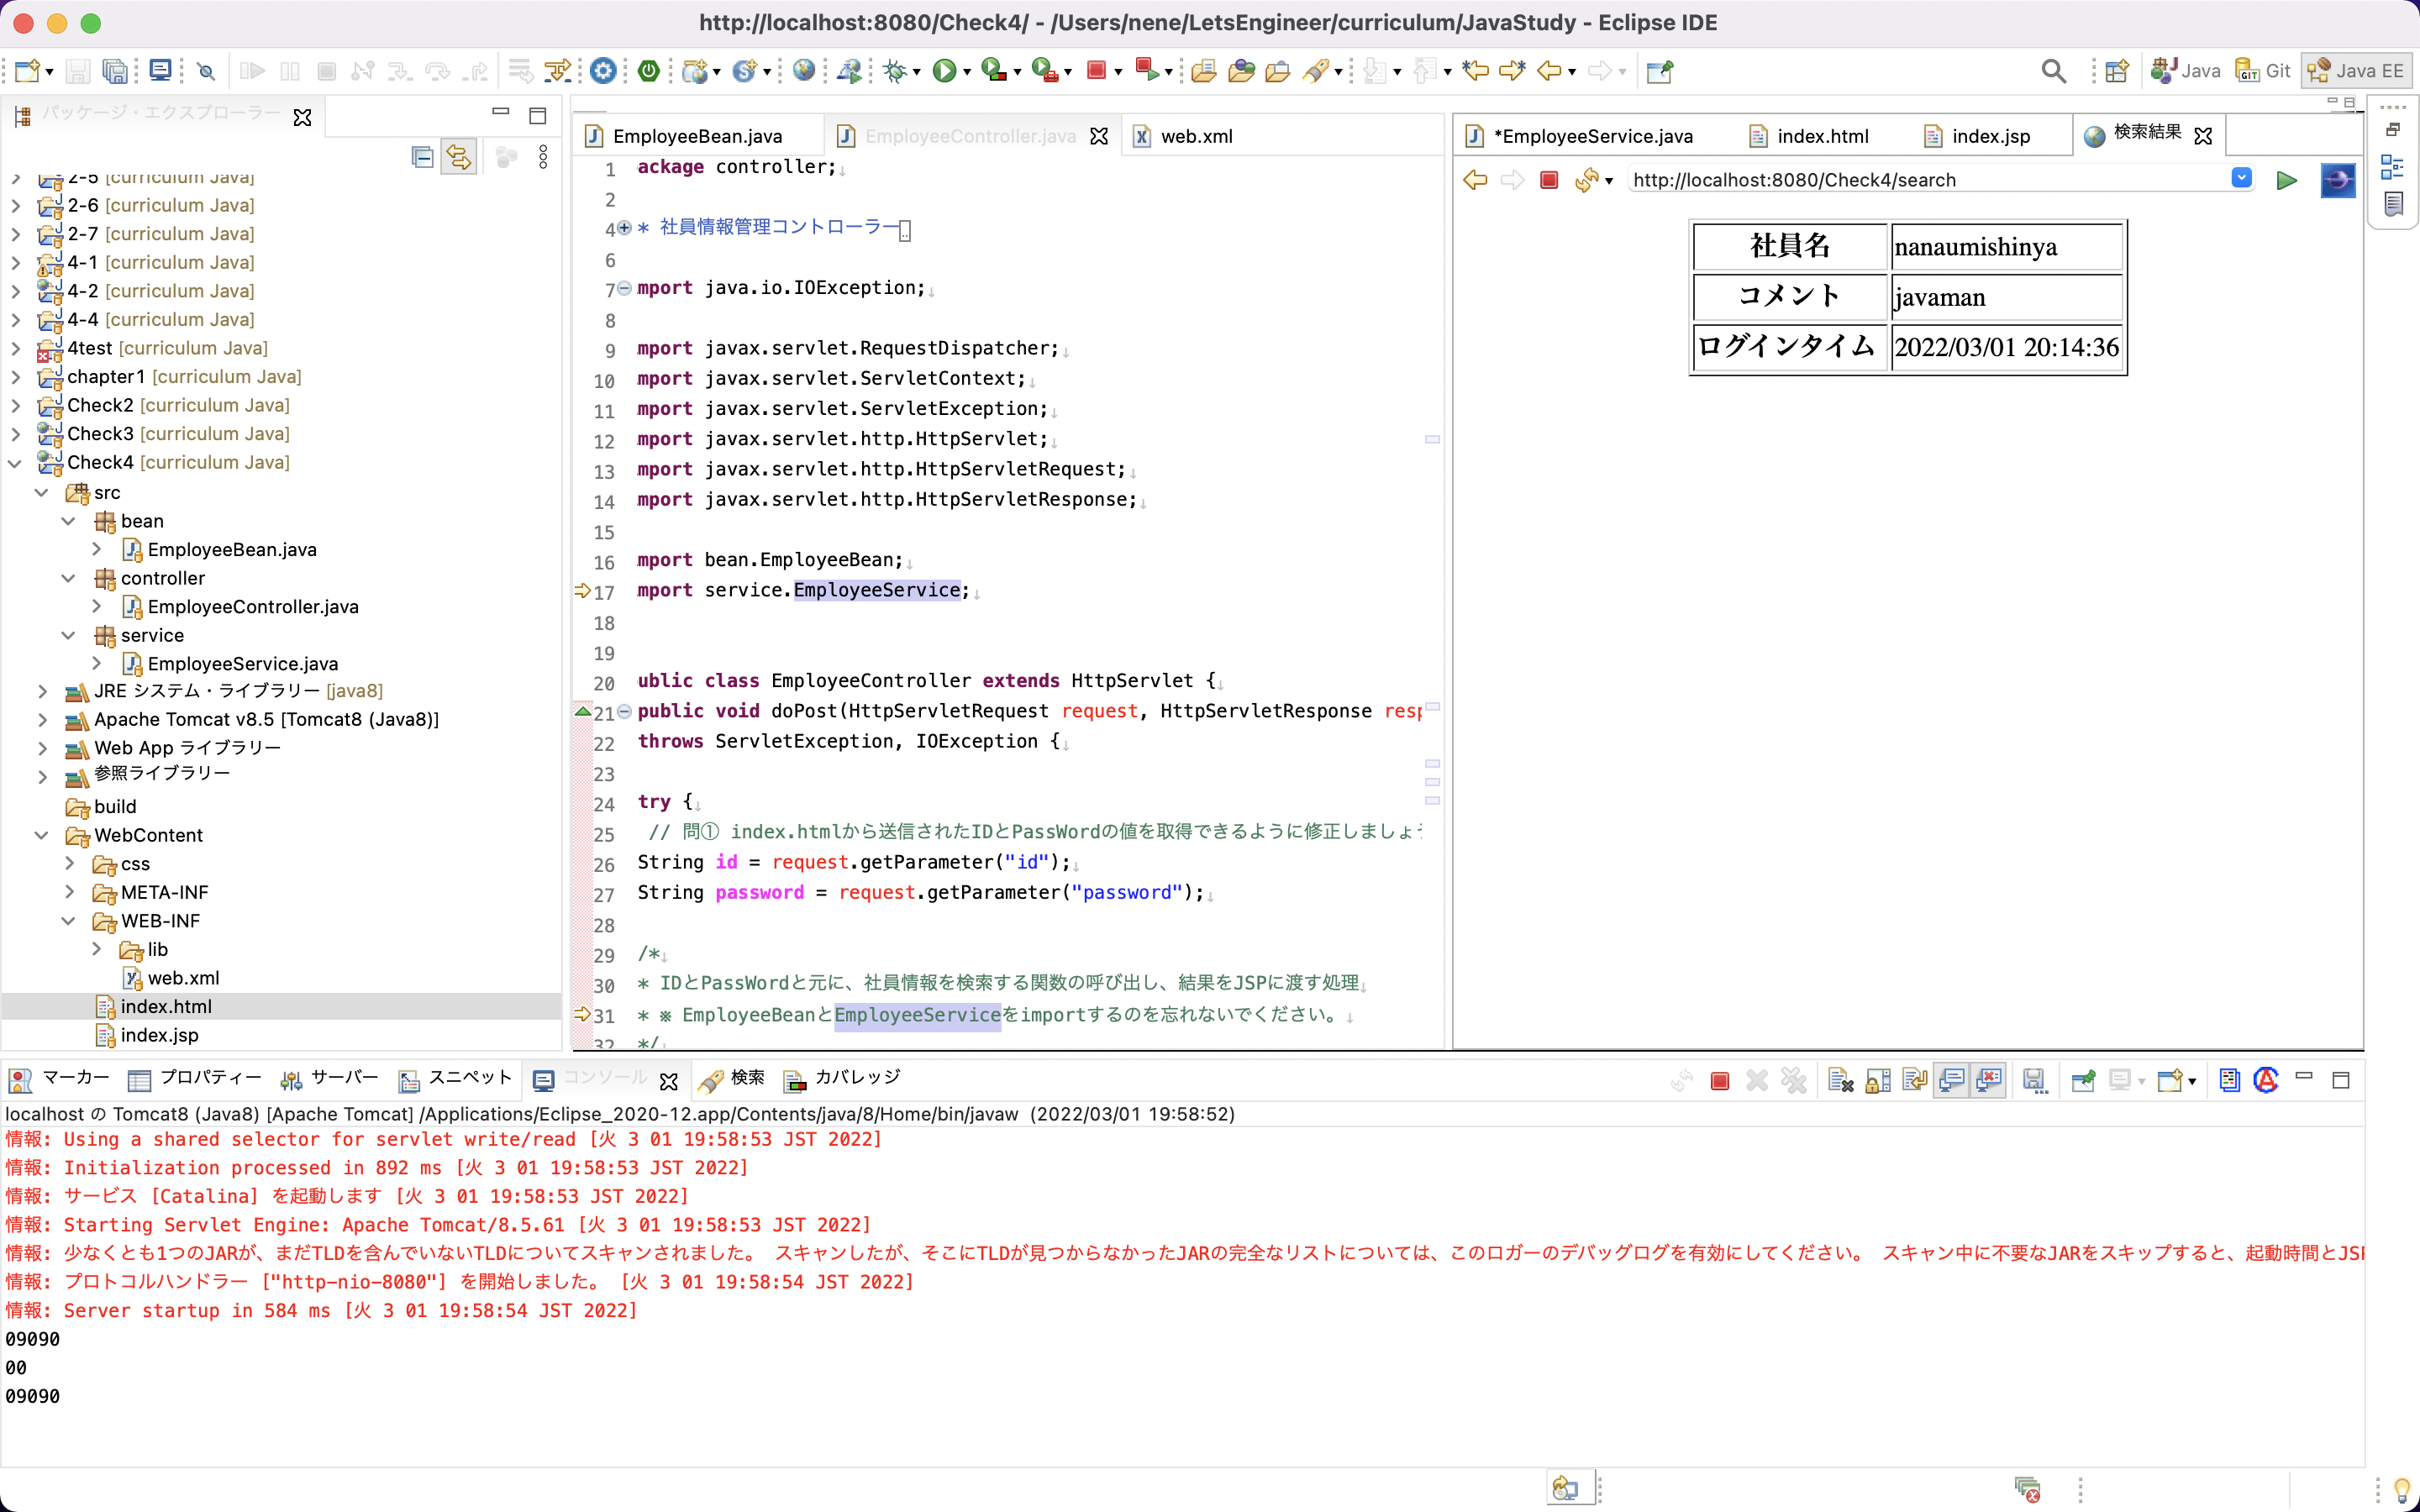 http://localhost:8080/Check4/ - /Users/nene/LetsEngineer/curriculum/JavaStudy - Eclipse IDE
Java
Git
Java EE
パッケージ・エクスプローラー
2-5 [curriculum Java]
2-6 [curriculum Java]
2-7 [curriculum Java]
4-1 [curriculum Java]
4-2 [curriculum Java]
4-4 [curriculum Java]
4test [curriculum Java]
chapter1 [curriculum Java]
Check2 [curriculum Java]
Check3 [curriculum Java]
Check4 [curriculum Java]
src
bean
EmployeeBean.java
controller
EmployeeController.java
service
EmployeeService.java
JRE システム・ライブラリー [java8]
Apache Tomcat v8.5 [Tomcat8 (Java8)]
Web App ライブラリー
参照ライブラリー
build
WebContent
css
META-INF
WEB-INF
lib
web.xml
index.html
index.jsp
EmployeeBean.java
EmployeeController.java
web.xml
1 ackage controller;
2
4 * 社員情報管理コントローラー
6
7 mport java.io.IOException;
8
9 mport javax.servlet.RequestDispatcher;
10 mport javax.servlet.ServletContext;
11 mport javax.servlet.ServletException;
12 mport javax.servlet.http.HttpServlet;
13 mport javax.servlet.http.HttpServletRequest;
14 mport javax.servlet.http.HttpServletResponse;
15
16 mport bean.EmployeeBean;
17 mport service.EmployeeService;
18
19
20 ublic class EmployeeController extends HttpServlet {
21 public void doPost(HttpServletRequest request, HttpServletResponse resp
22 throws ServletException, IOException {
23
24 try {
25 // 問① index.htmlから送信されたIDとPassWordの値を取得できるように修正しましょう
26 String id = request.getParameter("id");
27 String password = request.getParameter("password");
28
29 /*
30 * IDとPassWordと元に、社員情報を検索する関数の呼び出し、結果をJSPに渡す処理
31 * ※ EmployeeBeanとEmployeeServiceをimportするのを忘れないでください。
32 */
*EmployeeService.java
index.html
index.jsp
検索結果
http://localhost:8080/Check4/search
社員名 nanaumishinya
コメント javaman
ログインタイム 2022/03/01 20:14:36
マーカー
プロパティー
サーバー
スニペット
コンソール
検索
カバレッジ
localhost の Tomcat8 (Java8) [Apache Tomcat] /Applications/Eclipse_2020-12.app/Contents/java/8/Home/bin/javaw (2022/03/01 19:58:52)
情報: Using a shared selector for servlet write/read [火 3 01 19:58:53 JST 2022]
情報: Initialization processed in 892 ms [火 3 01 19:58:53 JST 2022]
情報: サービス [Catalina] を起動します [火 3 01 19:58:53 JST 2022]
情報: Starting Servlet Engine: Apache Tomcat/8.5.61 [火 3 01 19:58:53 JST 2022]
情報: 少なくとも1つのJARが、まだTLDを含んでいないTLDについてスキャンされました。 スキャンしたが、そこにTLDが見つからなかったJARの完全なリストについては、このロガーのデバッグログを有効にしてください。 スキャン中に不要なJARをスキップすると、起動時間とJSP
情報: プロトコルハンドラー ["http-nio-8080"] を開始しました。 [火 3 01 19:58:54 JST 2022]
情報: Server startup in 584 ms [火 3 01 19:58:54 JST 2022]
09090
00
09090